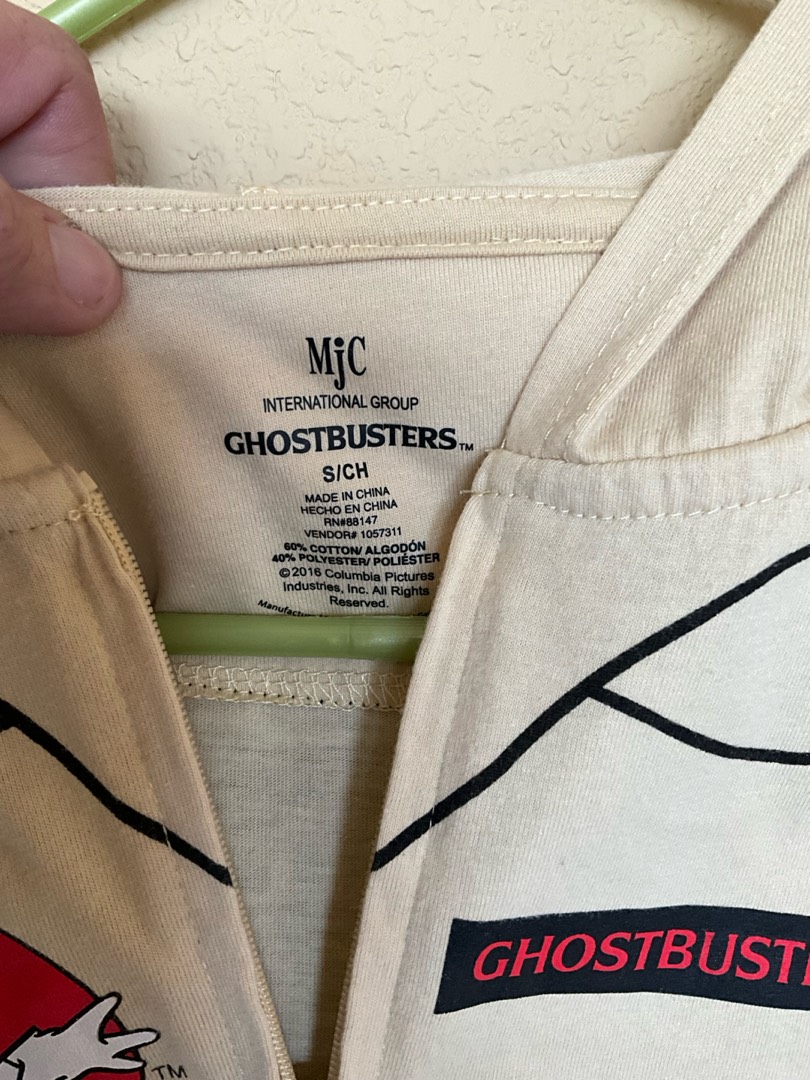 MjC
INTERNATIONAL GROUP
GHOSTBUSTERS™
S/CH
MADE IN CHINA
HECHO EN CHINA
RN#88147
VENDOR# 1057311
60% COTTON/ ALGODÓN
40% POLYESTER/ POLIÉSTER
©2016 Columbia Pictures
Industries, Inc. All Rights
Reserved.
GHOSTBUST
TM